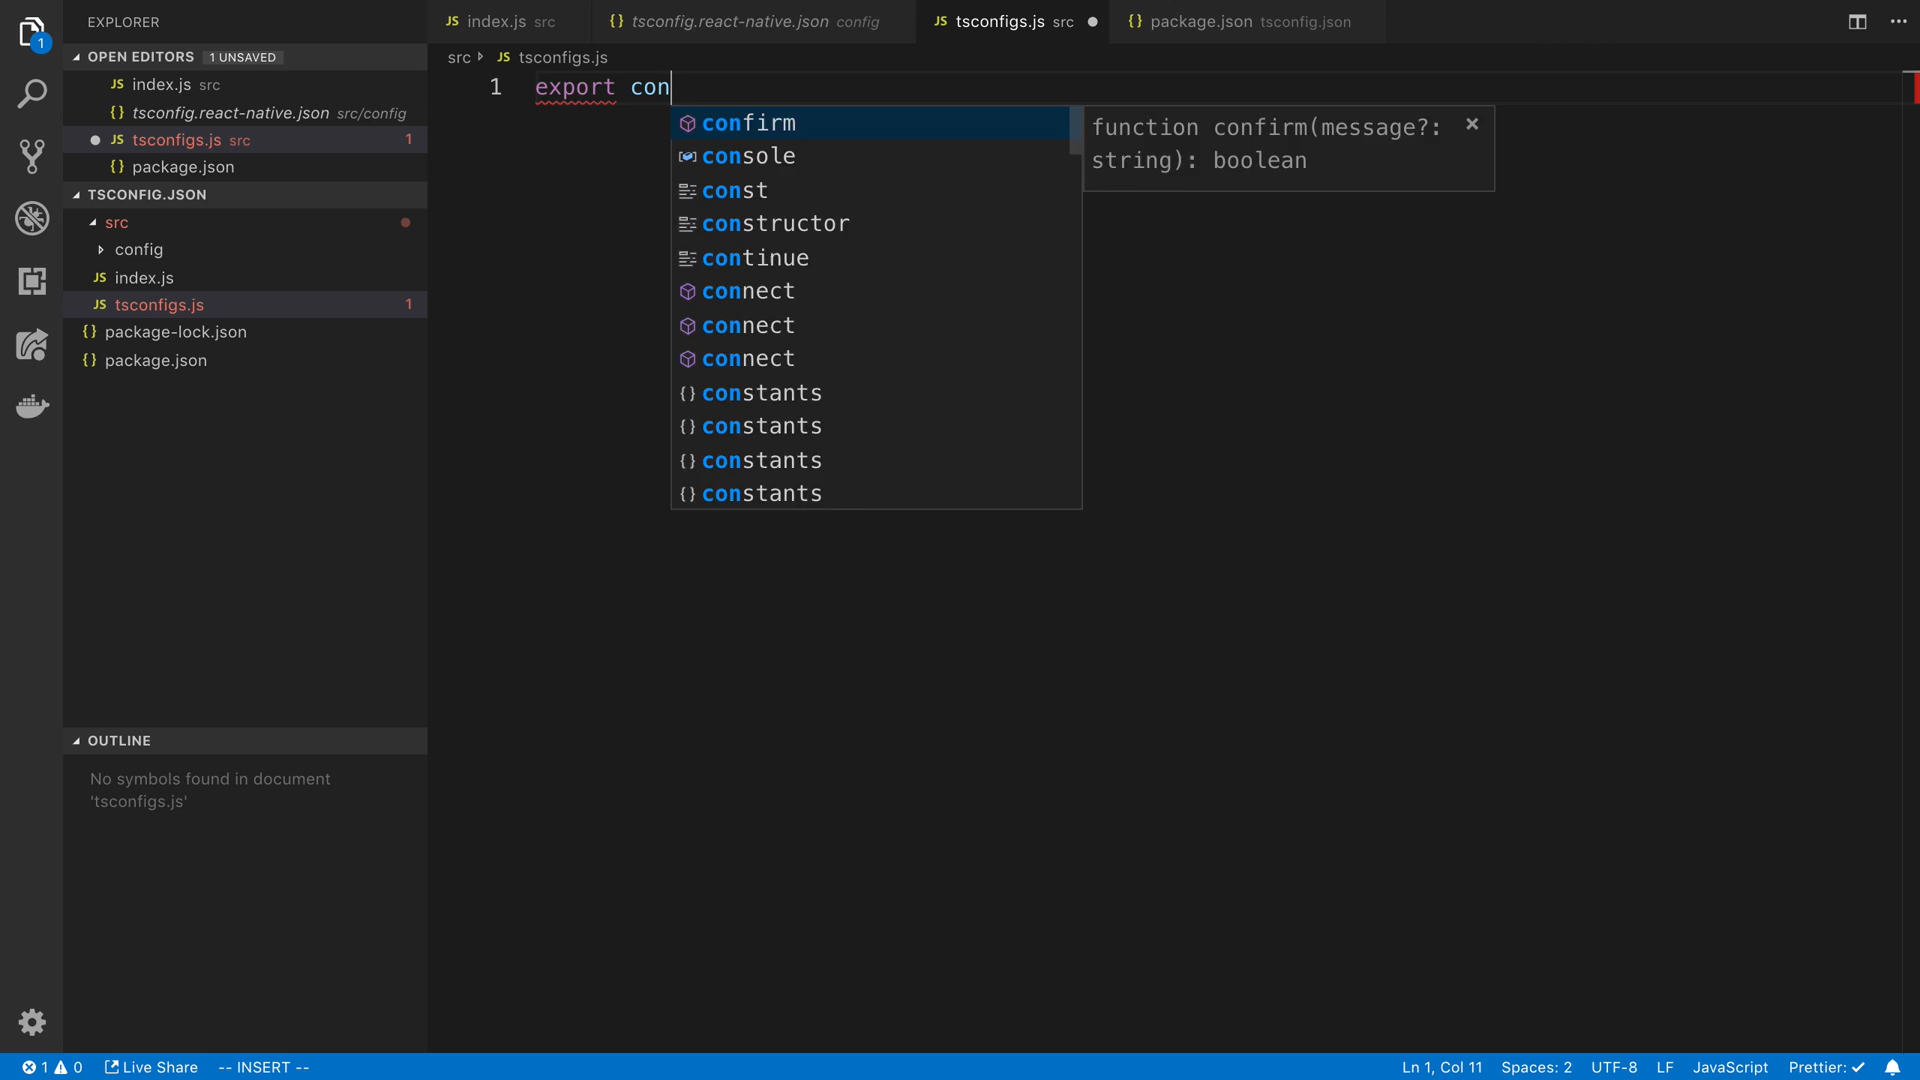 EXPLORER
1
OPEN EDITORS 1 UNSAVED
JS index.js src
{} tsconfig.react-native.json src/config
JS tsconfigs.js src 1
{} package.json
TSCONFIG.JSON
src
config
JS index.js
JS tsconfigs.js 1
{} package-lock.json
{} package.json
OUTLINE
No symbols found in document
'tsconfigs.js'
JS index.js src
{} tsconfig.react-native.json config
JS tsconfigs.js src
{} package.json tsconfig.json
src JS tsconfigs.js
1 export con
confirm
console
const
constructor
continue
connect
connect
connect
{} constants
{} constants
{} constants
{} constants
function confirm(message?:
string): boolean
1 0 Live Share -- INSERT -- Ln 1, Col 11 Spaces: 2 UTF-8 LF JavaScript Prettier: ✓